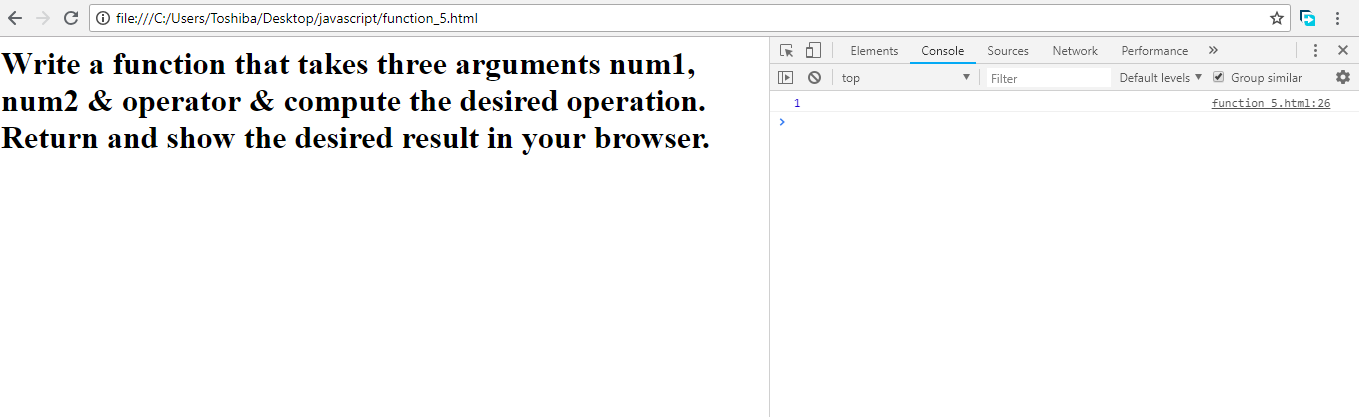 file:///C:/Users/Toshiba/Desktop/javascript/function_5.html
Write a function that takes three arguments num1,
num2 & operator & compute the desired operation.
Return and show the desired result in your browser.
Elements Console Sources Network Performance »
top Filter Default levels Group similar
1 function 5.html:26